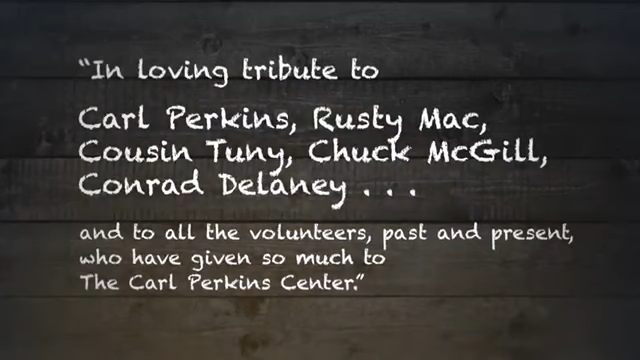 “In loving tribute to
Carl Perkins, Rusty Mac,
Cousin Tuny, Chuck McGill,
Conrad Delaney . . .
and to all the volunteers, past and present,
who have given so much to
The Carl Perkins Center.”